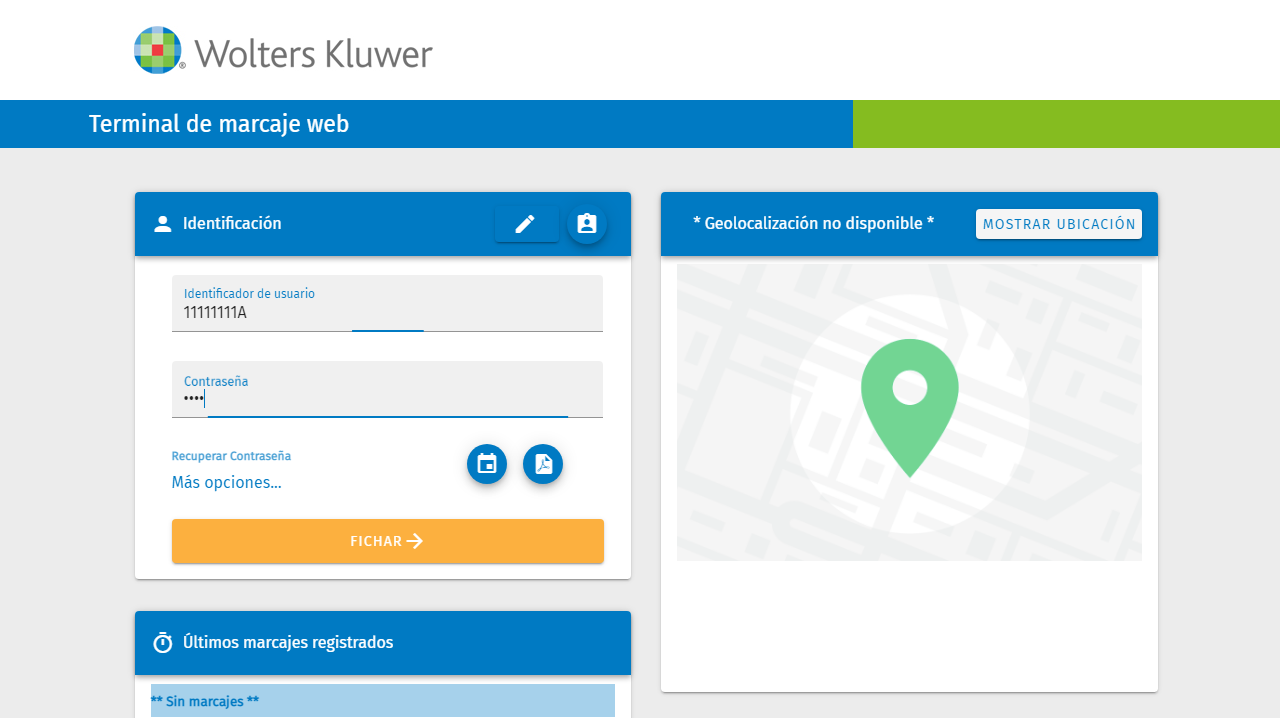 Wolters Kluwer
Terminal de marcaje web
Identificación
Identificador de usuario
11111111A
Contraseña
••••
Recuperar Contraseña
Más opciones...
FICHAR
Últimos marcajes registrados
** Sin marcajes **
* Geolocalización no disponible *
MOSTRAR UBICACIÓN